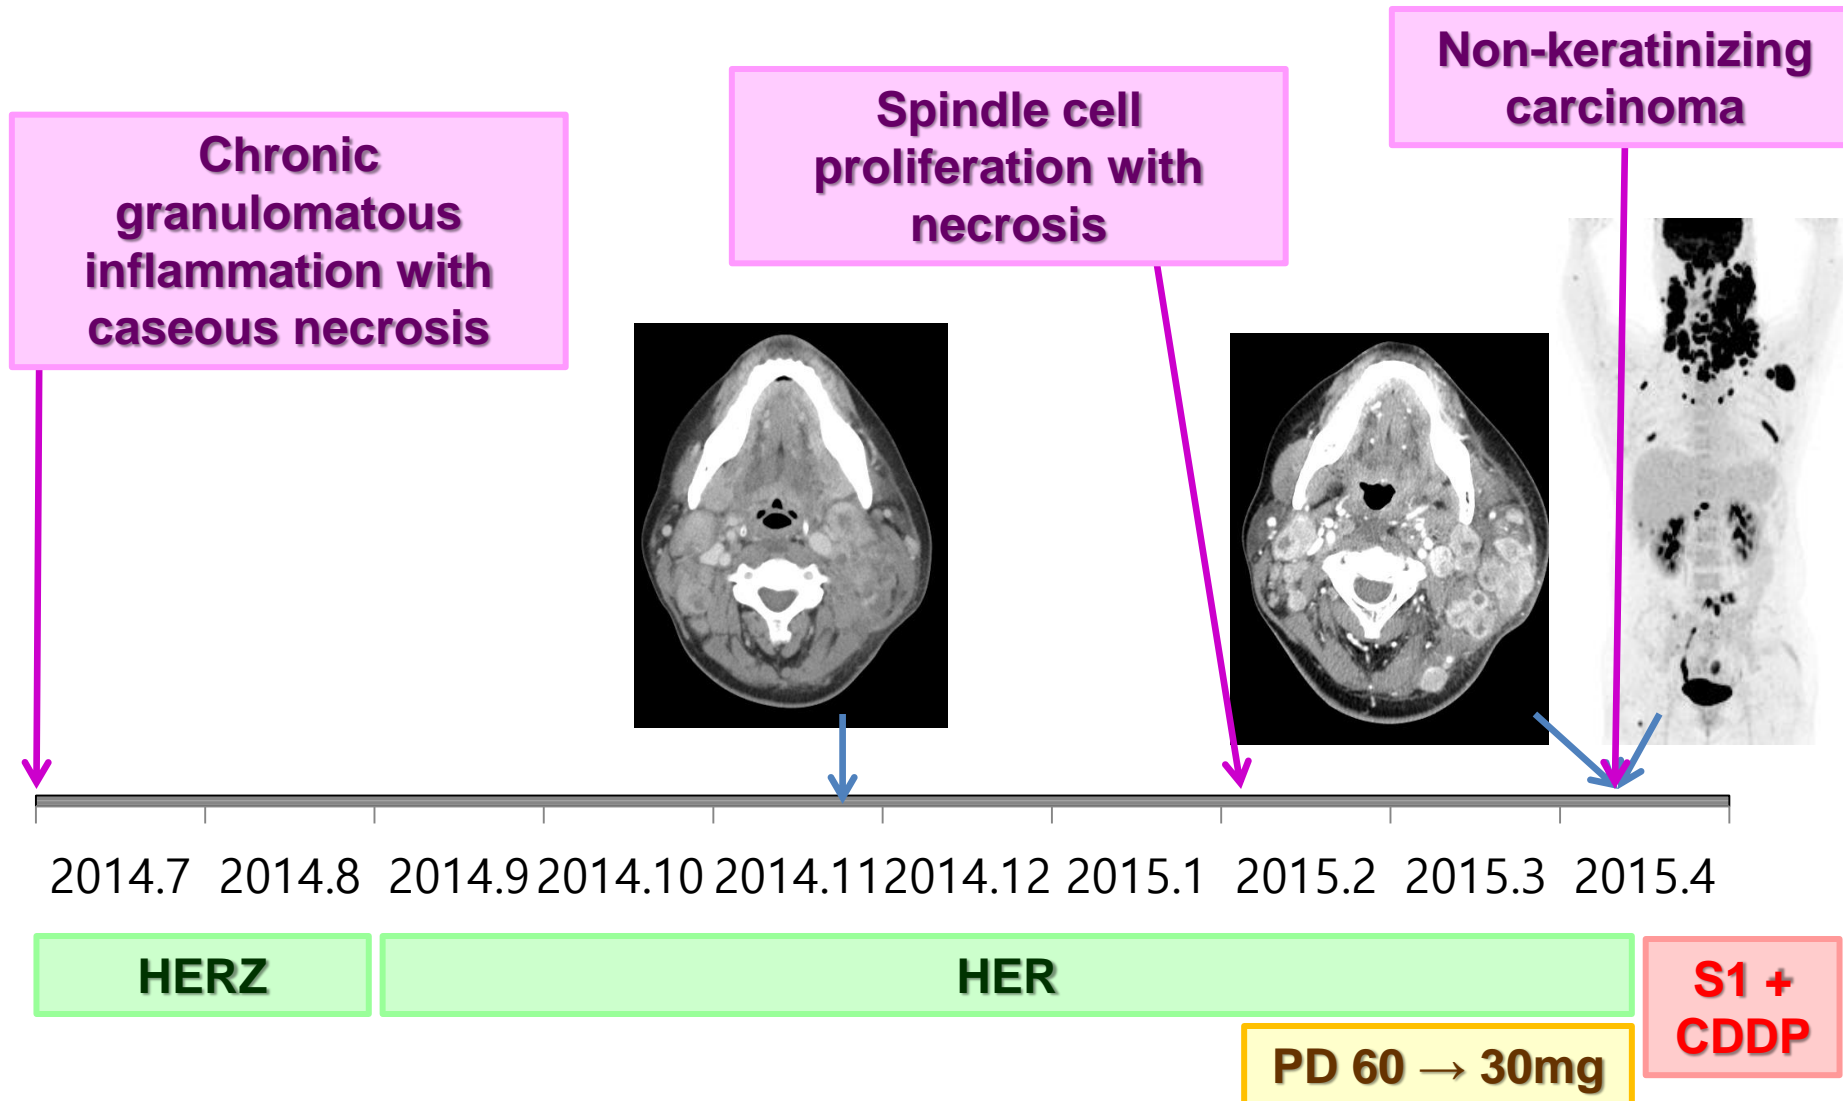 Non-keratinizing
carcinoma
Spindle cell
proliferation with
necrosis
Chronic
granulomatous
inflammation with
caseous necrosis
2014.7 2014.8 2014.9 2014.10 2014.11 2014.12 2015.1 2015.2 2015.3 2015.4
HERZ
HER
S1 +
CDDP
PD 60 → 30mg